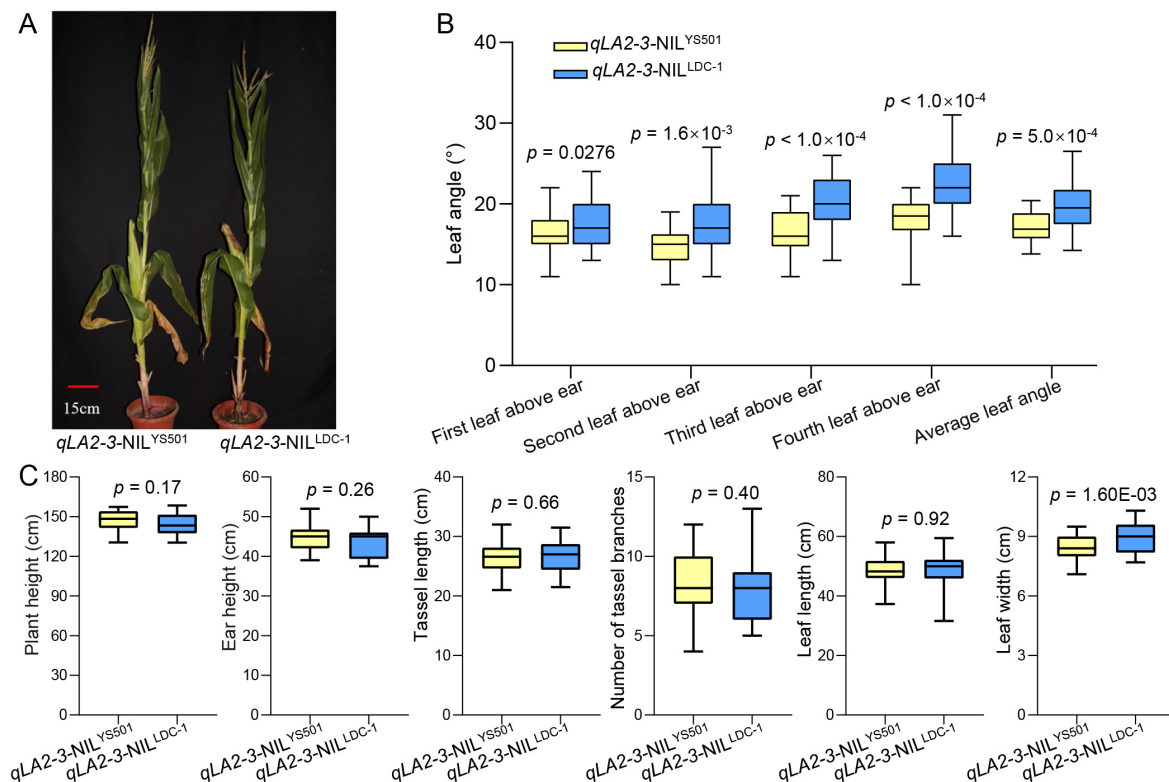 A
15cm
qLA2-3-NIL^YS501
qLA2-3-NIL^LDC-1
B
qLA2-3-NIL^YS501
qLA2-3-NIL^LDC-1
Leaf angle (°)
40
30
20
10
0
p = 0.0276
p = 1.6×10^-3
p < 1.0×10^-4
p < 1.0×10^-4
p = 5.0×10^-4
First leaf above ear
Second leaf above ear
Third leaf above ear
Fourth leaf above ear
Average leaf angle
C
Plant height (cm)
180
150
120
90
60
30
0
p = 0.17
qLA2-3-NIL^YS501
qLA2-3-NIL^LDC-1
Ear height (cm)
60
50
40
30
20
10
0
p = 0.26
qLA2-3-NIL^YS501
qLA2-3-NIL^LDC-1
Tassel length (cm)
40
30
20
10
0
p = 0.66
qLA2-3-NIL^YS501
qLA2-3-NIL^LDC-1
Number of tassel branches
15
10
5
0
p = 0.40
qLA2-3-NIL^YS501
qLA2-3-NIL^LDC-1
Leaf length (cm)
80
60
40
20
0
p = 0.92
qLA2-3-NIL^YS501
qLA2-3-NIL^LDC-1
Leaf width (cm)
12
9
6
3
0
p = 1.60E-03
qLA2-3-NIL^YS501
qLA2-3-NIL^LDC-1